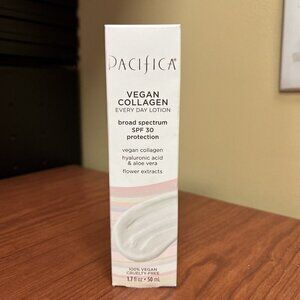 PACIFICA
VEGAN
COLLAGEN
EVERY DAY LOTION
broad spectrum
SPF 30
protection
vegan collagen
hyaluronic acid
& aloe vera
flower extracts
100% VEGAN
CRUELTY-FREE
1.7 fl oz • 50 mL